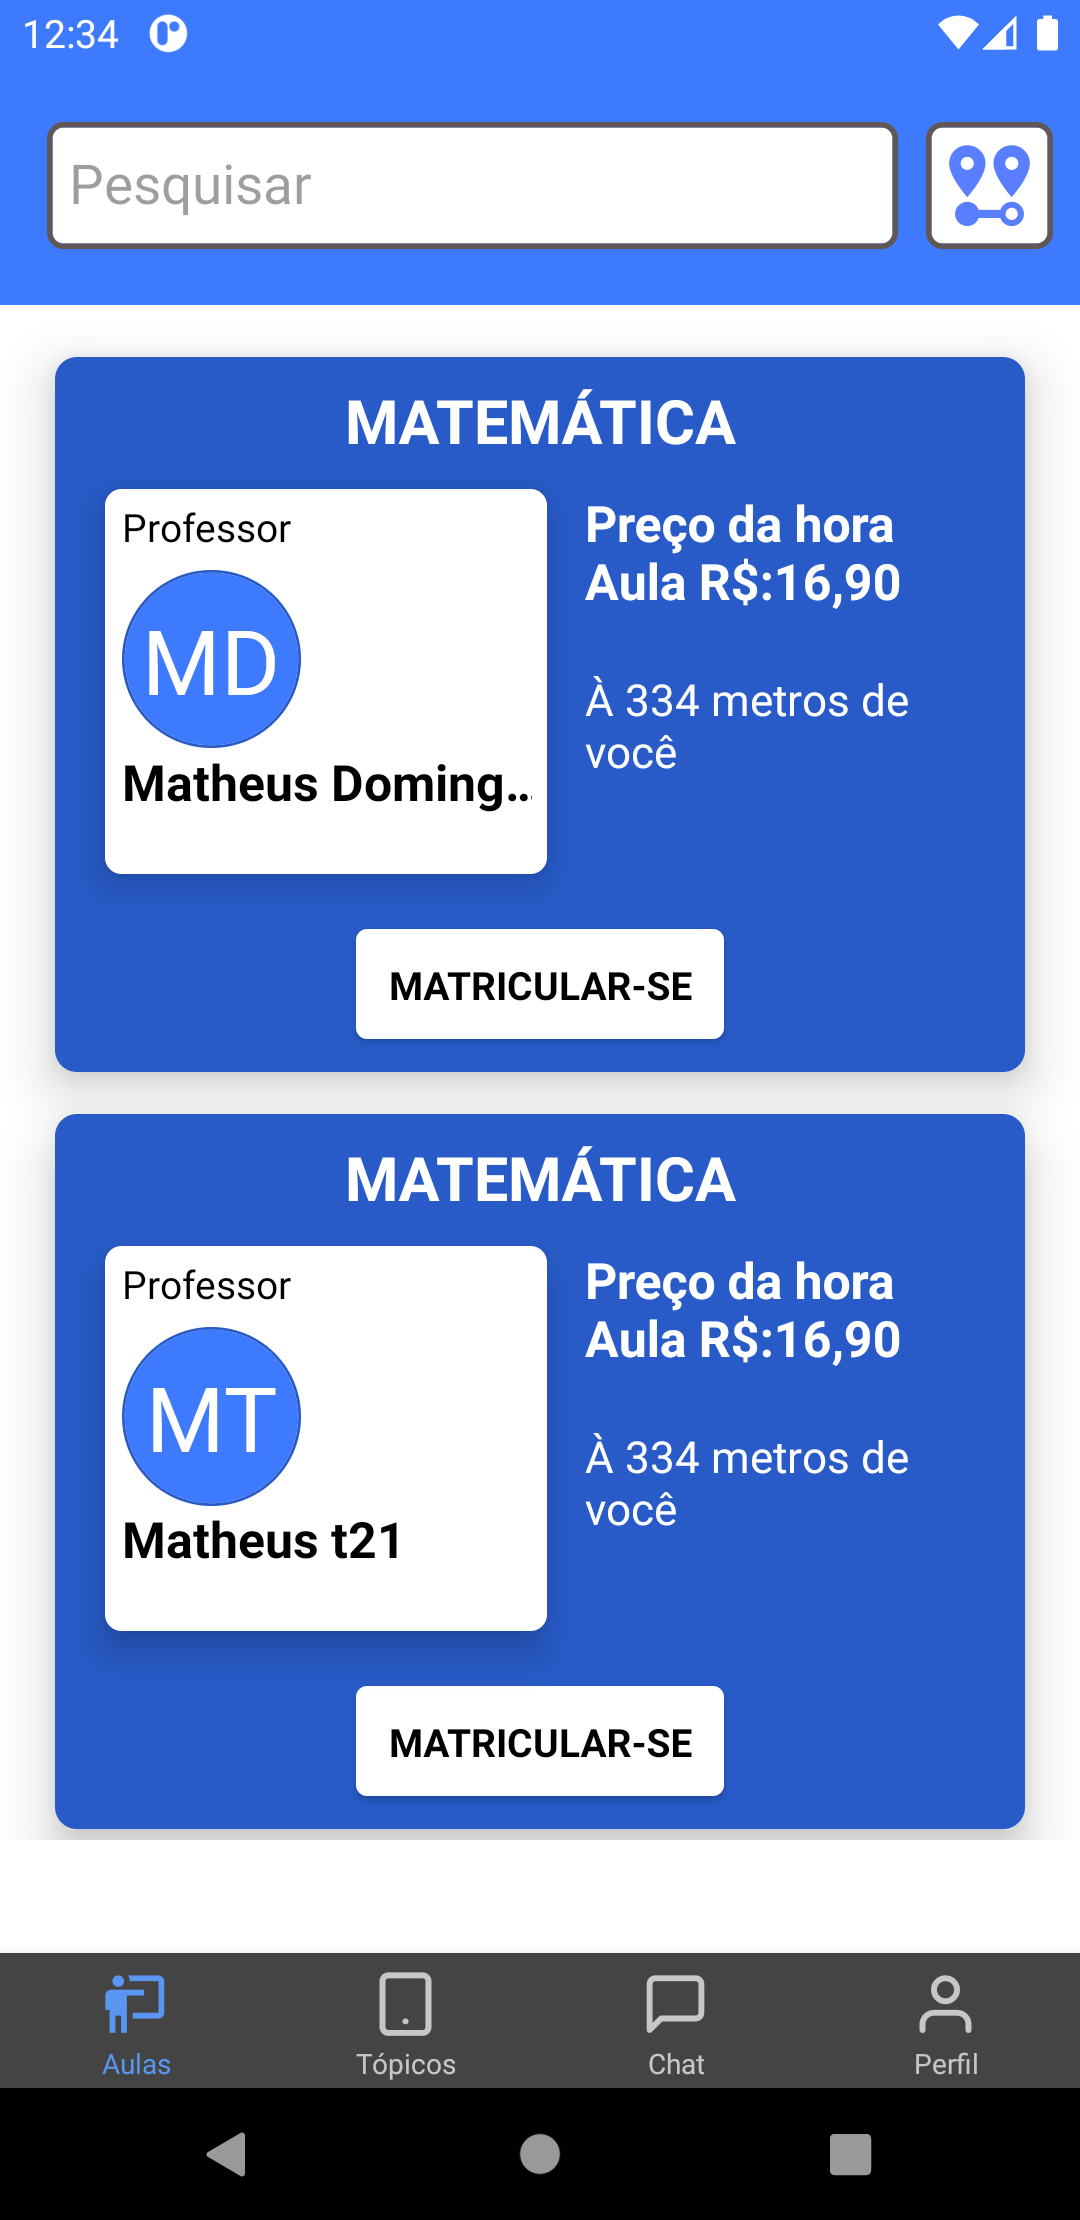 12:34
Pesquisar
MATEMÁTICA
Professor
MD
Matheus Doming...
Preço da hora
Aula R$:16,90
À 334 metros de
você
MATRICULAR-SE
MATEMÁTICA
Professor
MT
Matheus t21
Preço da hora
Aula R$:16,90
À 334 metros de
você
MATRICULAR-SE
Aulas
Tópicos
Chat
Perfil